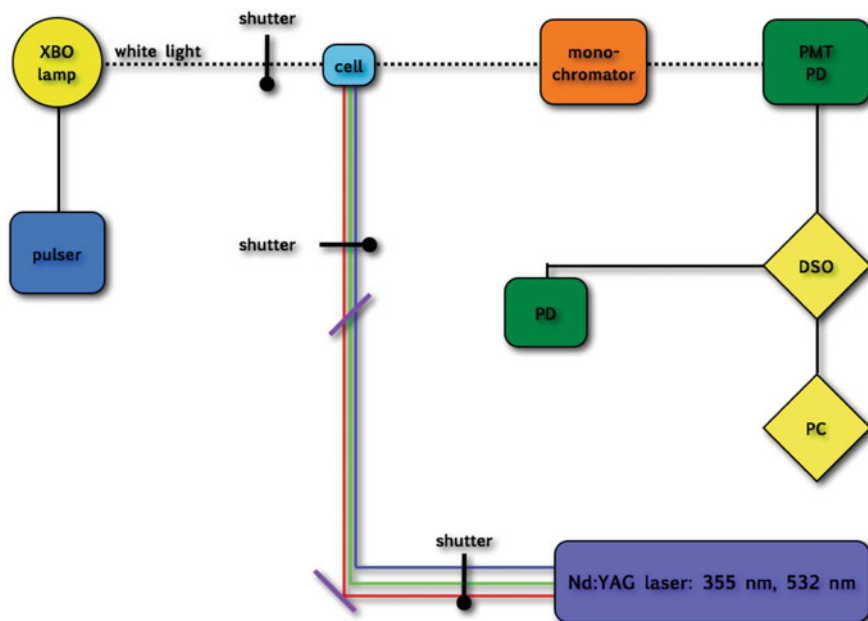 shutter
XBO
lamp
white light
cell
mono-
chromator
PMT
PD
pulser
shutter
DSO
PD
PC
shutter
Nd:YAG laser: 355 nm, 532 nm